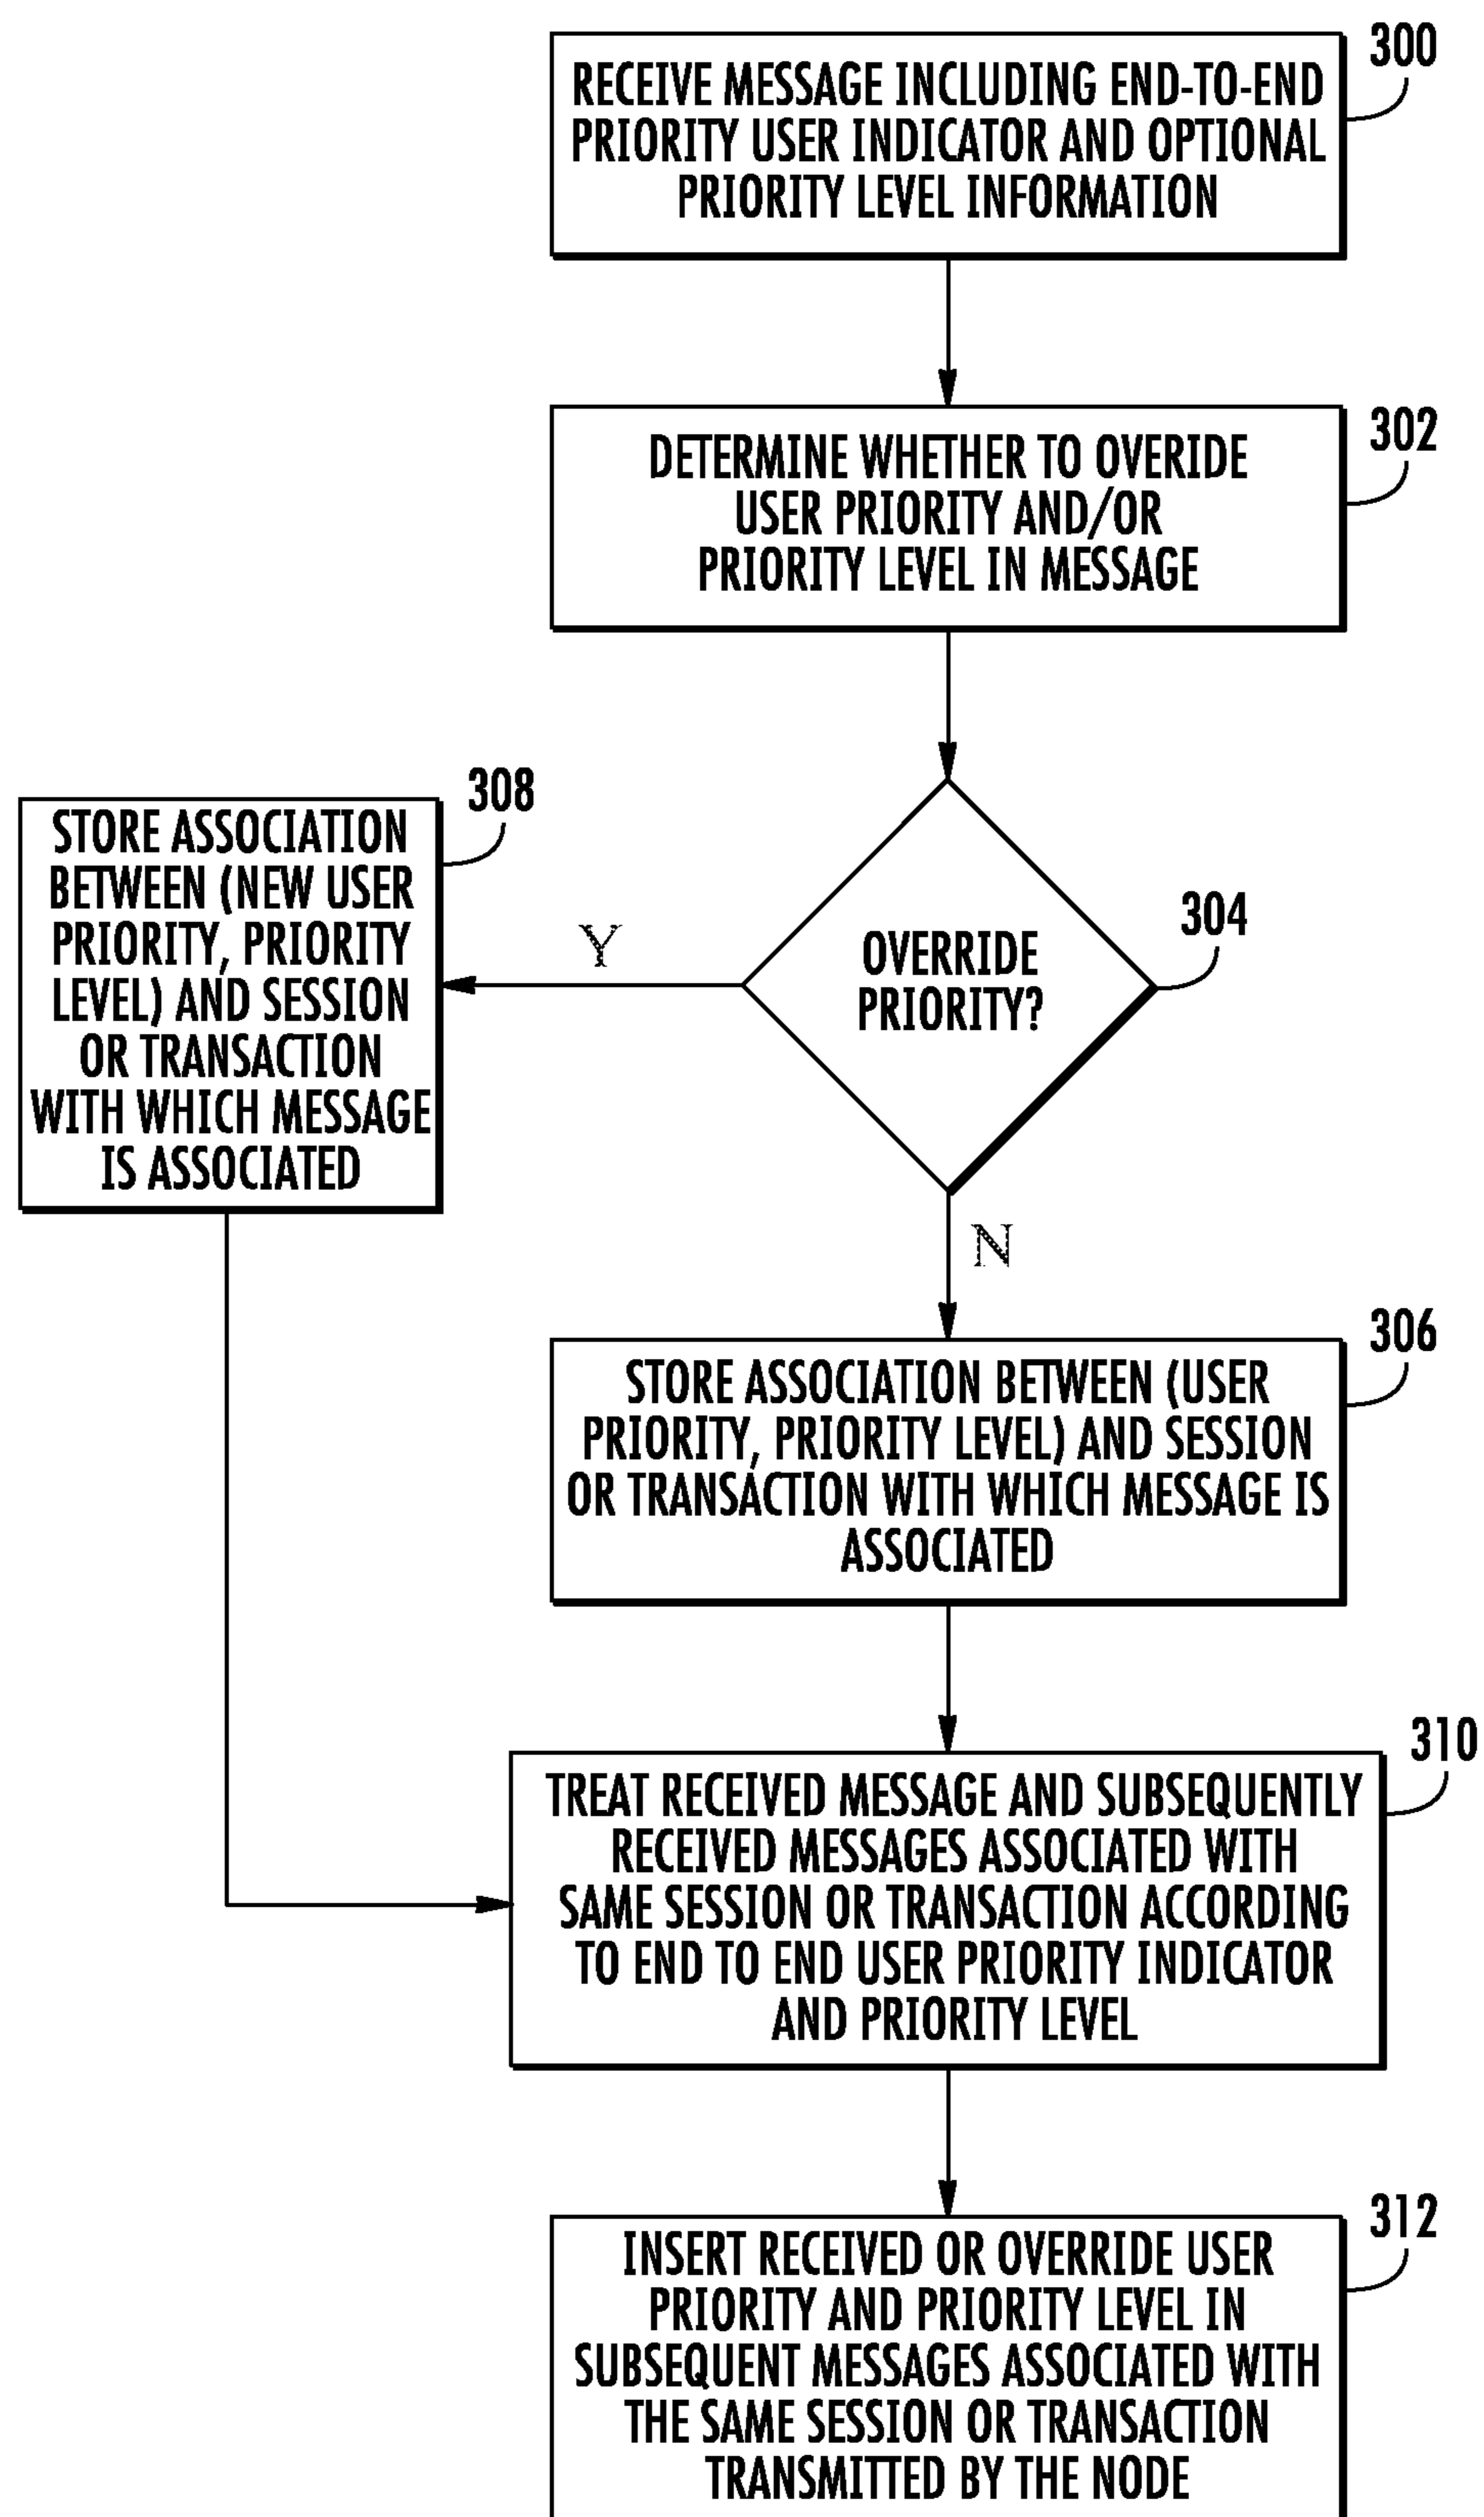 300
RECEIVE MESSAGE INCLUDING END-TO-END
PRIORITY USER INDICATOR AND OPTIONAL
PRIORITY LEVEL INFORMATION
302
DETERMINE WHETHER TO OVERIDE
USER PRIORITY AND/OR
PRIORITY LEVEL IN MESSAGE
304
OVERRIDE
PRIORITY?
Y
308
STORE ASSOCIATION
BETWEEN (NEW USER
PRIORITY, PRIORITY
LEVEL) AND SESSION
OR TRANSACTION
WITH WHICH MESSAGE
IS ASSOCIATED
N
306
STORE ASSOCIATION BETWEEN (USER
PRIORITY, PRIORITY LEVEL) AND SESSION
OR TRANSACTION WITH WHICH MESSAGE IS
ASSOCIATED
310
TREAT RECEIVED MESSAGE AND SUBSEQUENTLY
RECEIVED MESSAGES ASSOCIATED WITH
SAME SESSION OR TRANSACTION ACCORDING
TO END TO END USER PRIORITY INDICATOR
AND PRIORITY LEVEL
312
INSERT RECEIVED OR OVERRIDE USER
PRIORITY AND PRIORITY LEVEL IN
SUBSEQUENT MESSAGES ASSOCIATED WITH
THE SAME SESSION OR TRANSACTION
TRANSMITTED BY THE NODE